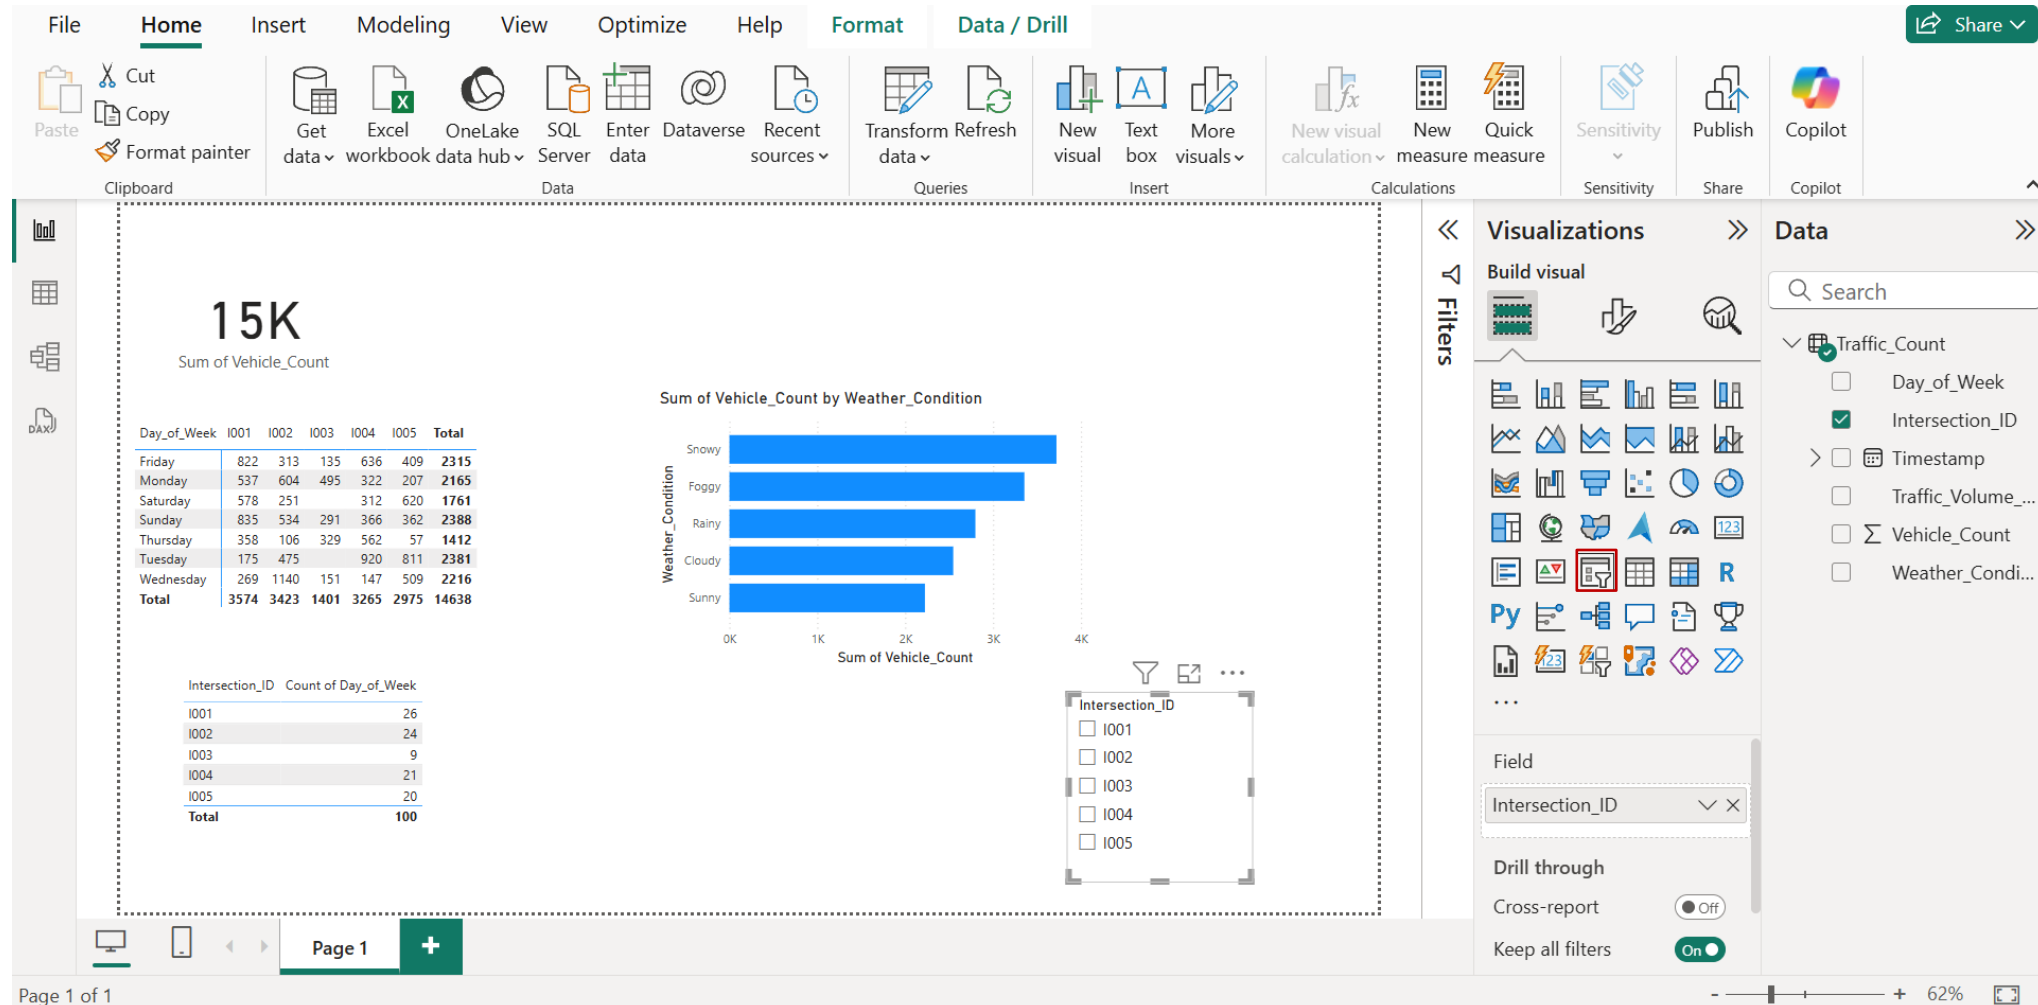 File Home Insert Modeling View Optimize Help Format Data / Drill Share
Paste
Cut
Copy
Format painter
Clipboard
Get data
Excel workbook
OneLake data hub
SQL Server
Enter data
Dataverse
Recent sources
Data
Transform data
Refresh
Queries
New visual
Text box
More visuals
Insert
New visual calculation
New measure
Quick measure
Calculations
Sensitivity
Sensitivity
Publish
Share
Copilot
Copilot
DAX
15K
Sum of Vehicle_Count
Day_of_Week I001 I002 I003 I004 I005 Total
Friday 822 313 135 636 409 2315
Monday 537 604 495 322 207 2165
Saturday 578 251 312 620 1761
Sunday 835 534 291 366 362 2388
Thursday 358 106 329 562 57 1412
Tuesday 175 475 920 811 2381
Wednesday 269 1140 151 147 509 2216
Total 3574 3423 1401 3265 2975 14638
Intersection_ID Count of Day_of_Week
I001 26
I002 24
I003 9
I004 21
I005 20
Total 100
Sum of Vehicle_Count by Weather_Condition
Weather_Condition
Snowy
Foggy
Rainy
Cloudy
Sunny
0K 1K 2K 3K 4K
Sum of Vehicle_Count
Intersection_ID
I001
I002
I003
I004
I005
Filters
Visualizations
Build visual
123
R
Py
123
...
Field
Intersection_ID
Drill through
Cross-report Off
Keep all filters On
Data
Search
Traffic_Count
Day_of_Week
Intersection_ID
Timestamp
Traffic_Volume_...
Σ Vehicle_Count
Weather_Condi...
Page 1 +
Page 1 of 1
- + 62%